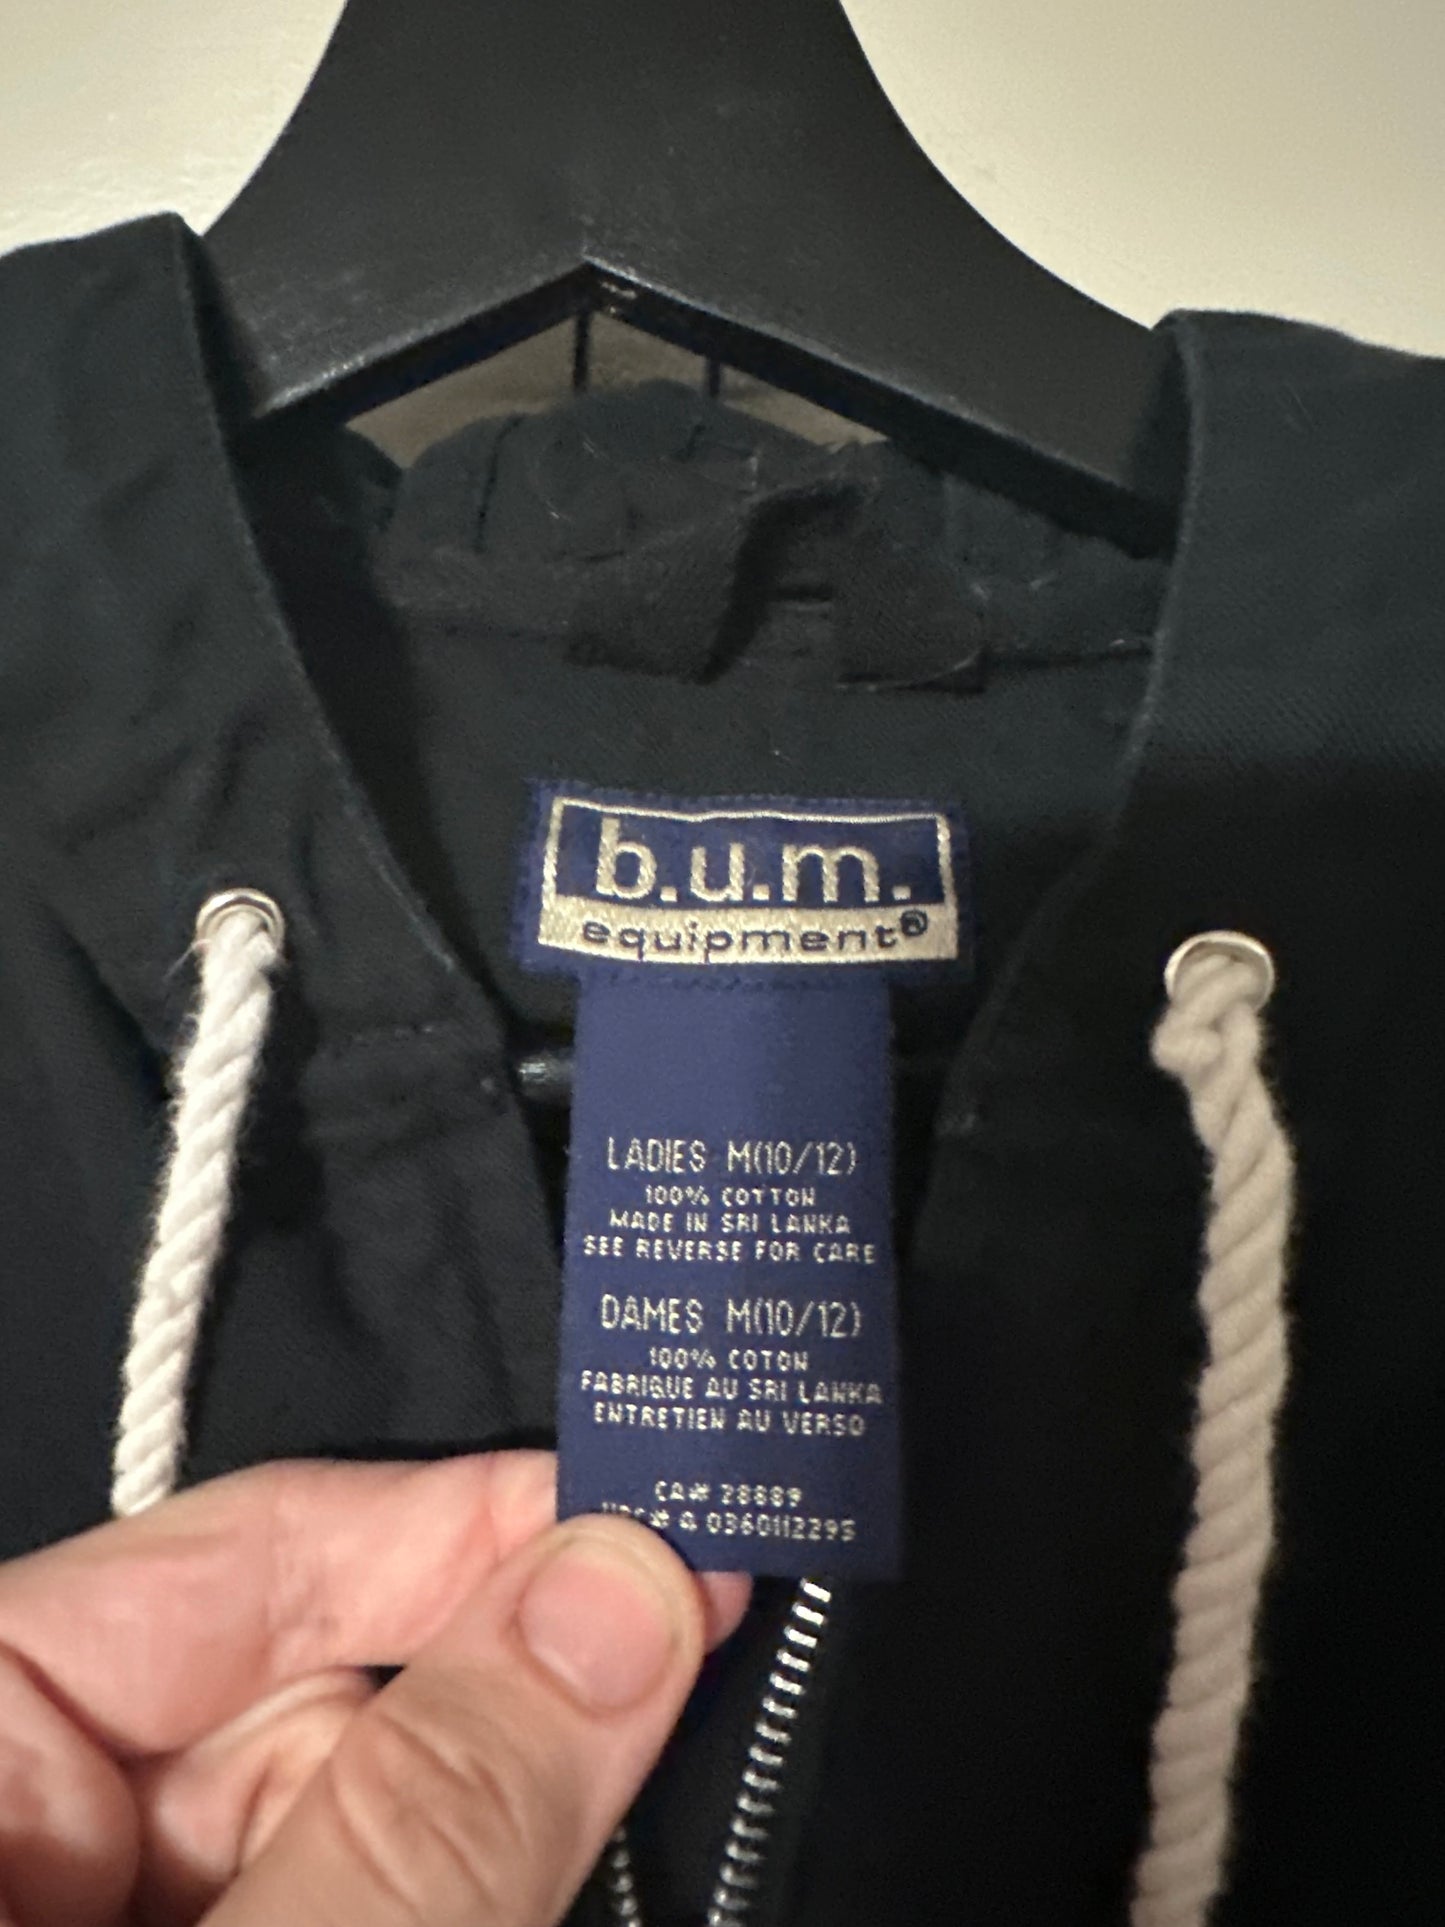 b.u.m.
equipment®
LADIES M(10/12)
100% COTTON
MADE IN SRI LANKA
SEE REVERSE FOR CARE
DAMES M(10/12)
100% COTON
FABRIQUE AU SRI LANKA
ENTRETIEN AU VERSO
CA# 28889
0360112295